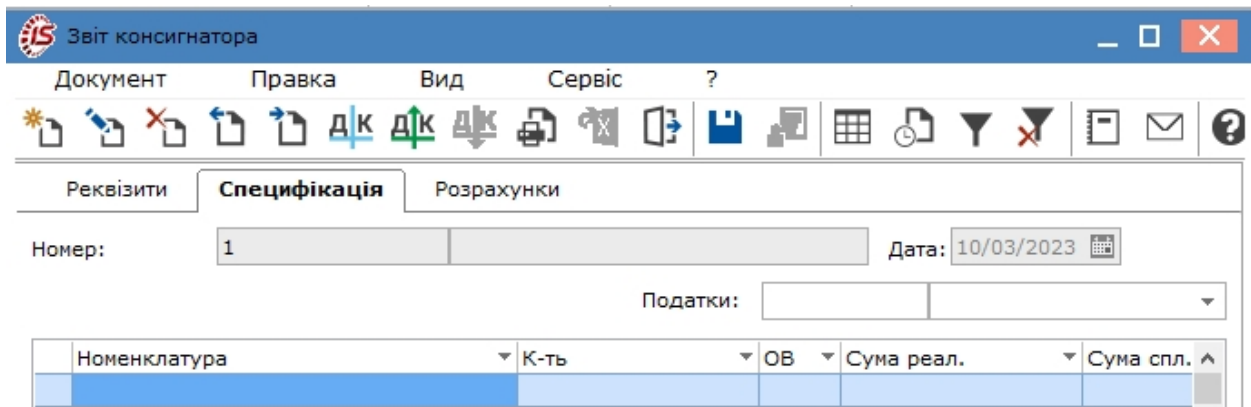 Звіт консигнатора
Документ Правка Вид Сервіс ?
Реквізити Специфікація Розрахунки
Номер: 1 Дата: 10/03/2023
Податки:
Номенклатура К-ть ОВ Сума реал. Сума спл.